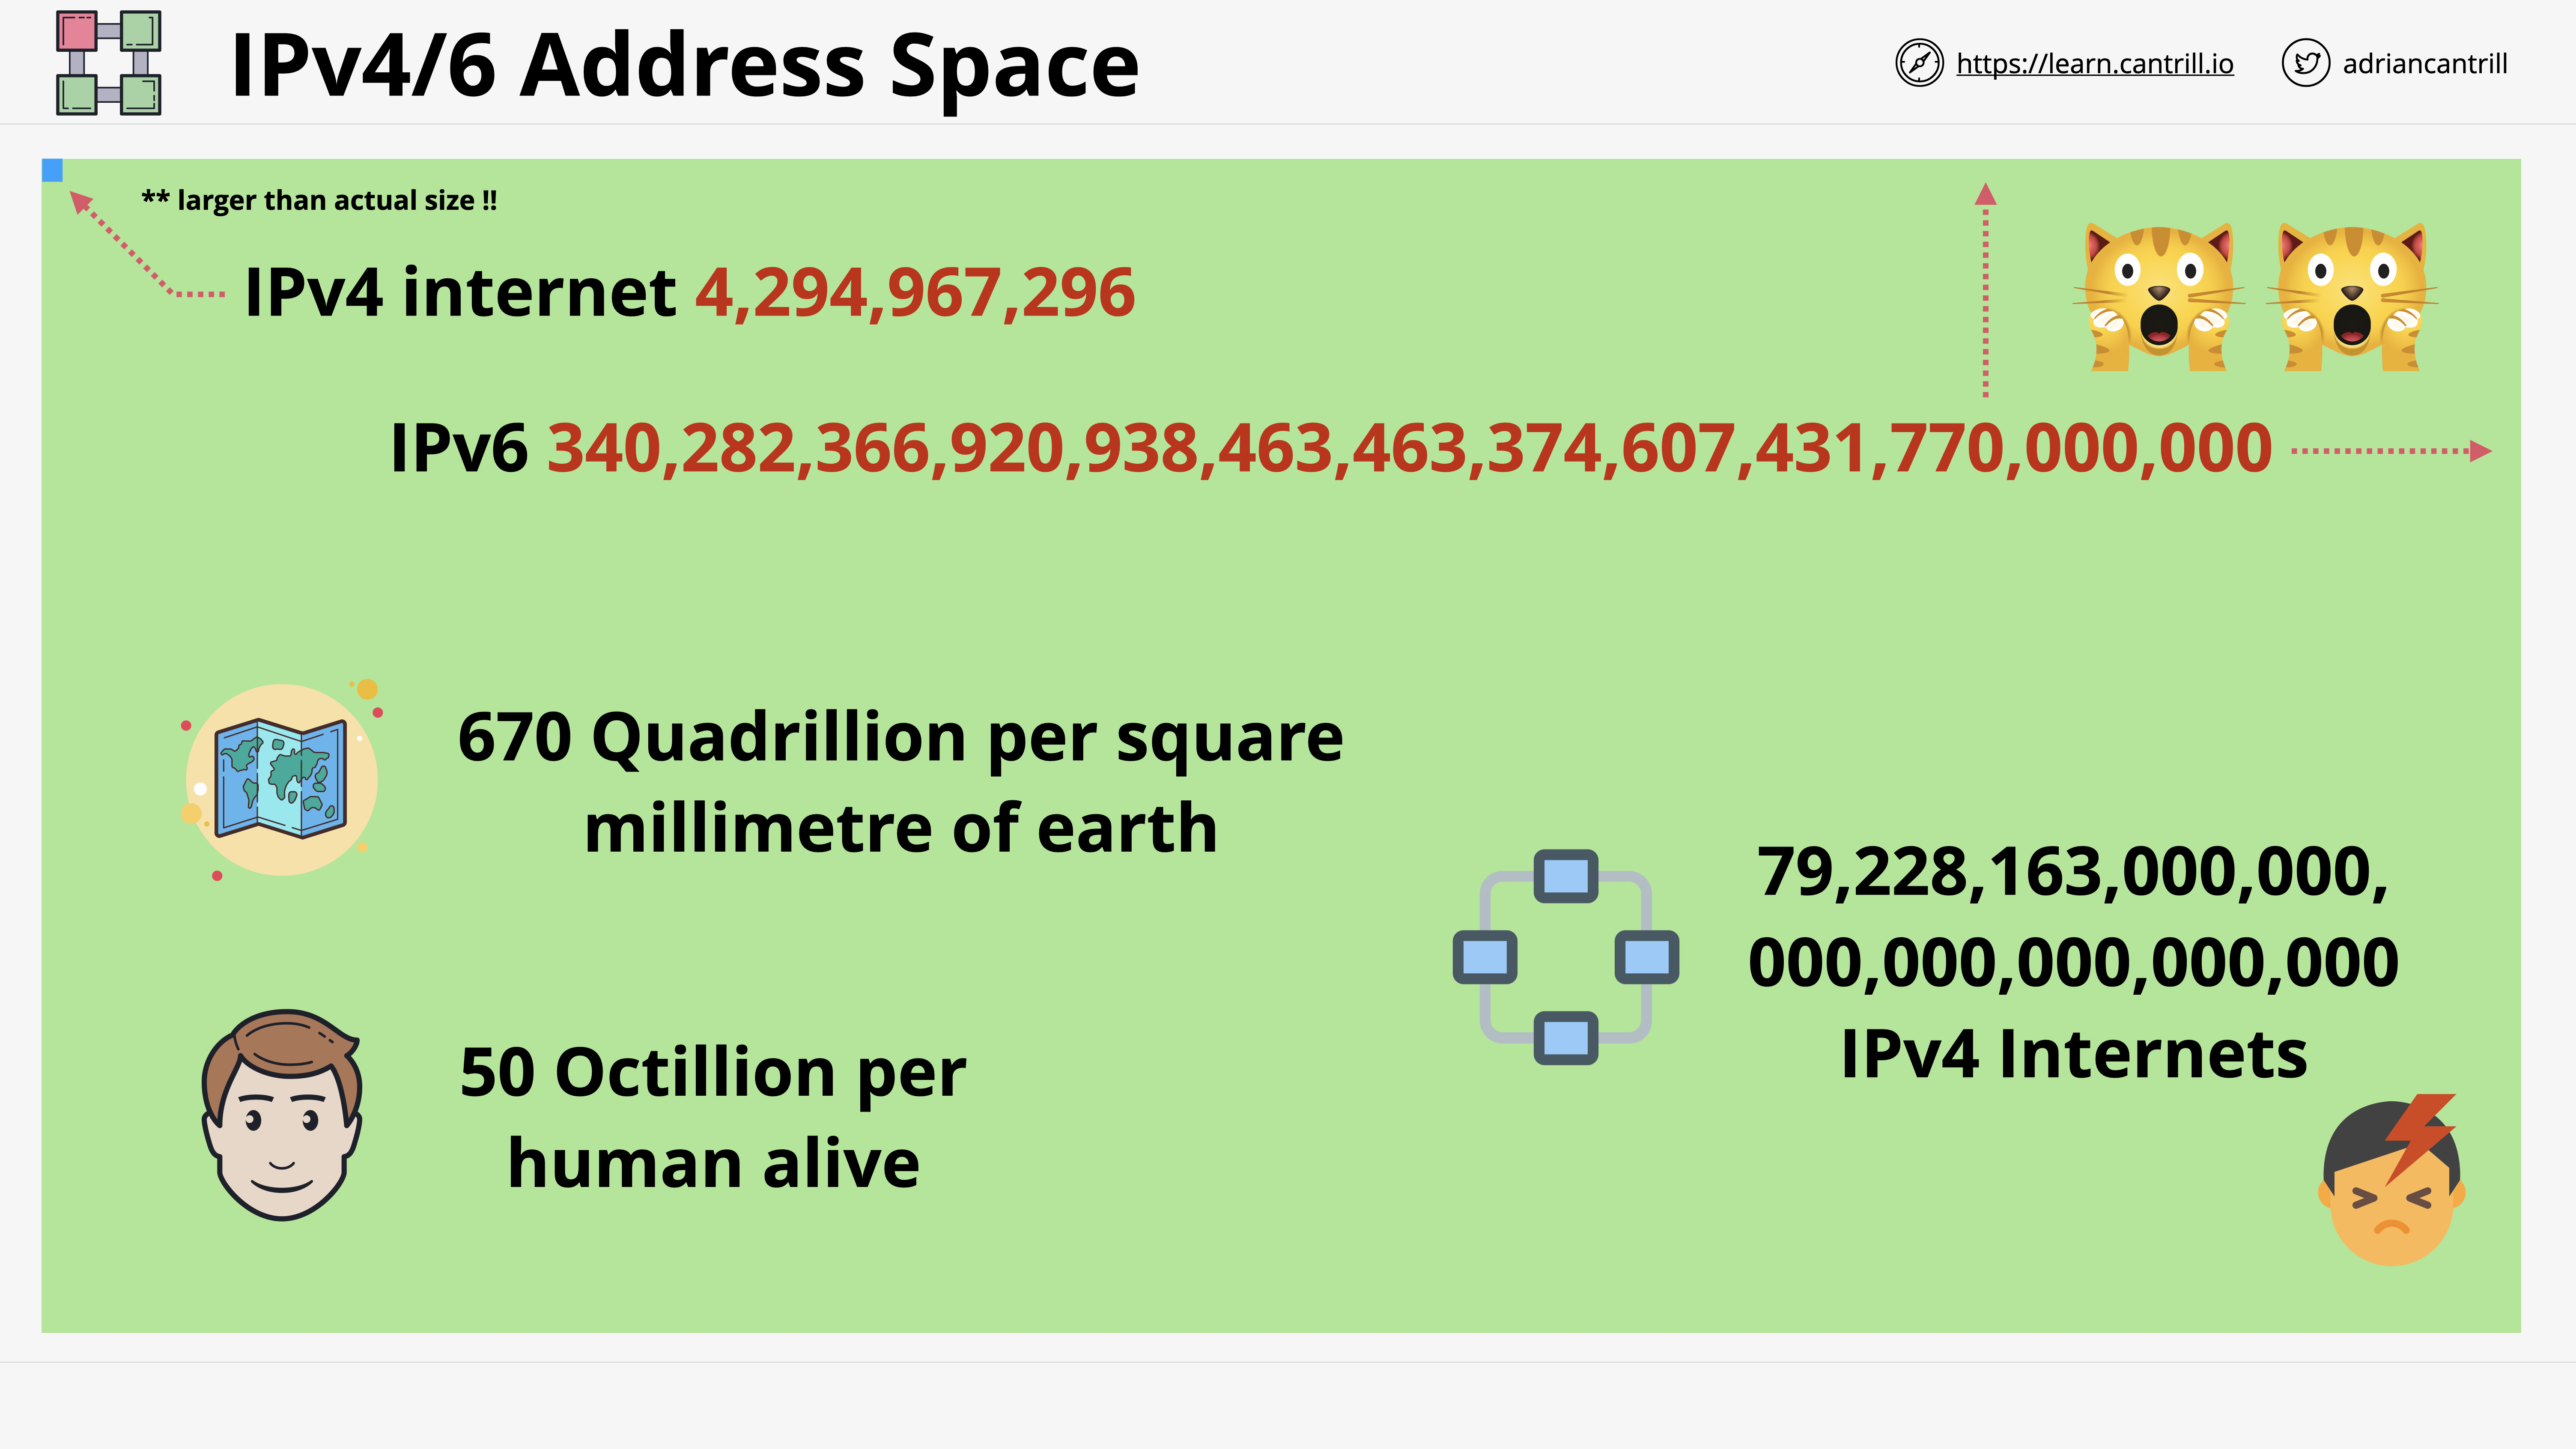 IPv4/6 Address Space
https://learn.cantrill.io
adriancantrill
** larger than actual size !!
IPv4 internet 4,294,967,296
IPv6 340,282,366,920,938,463,463,374,607,431,770,000,000
670 Quadrillion per square
millimetre of earth
79,228,163,000,000,
000,000,000,000,000
IPv4 Internets
50 Octillion per
human alive